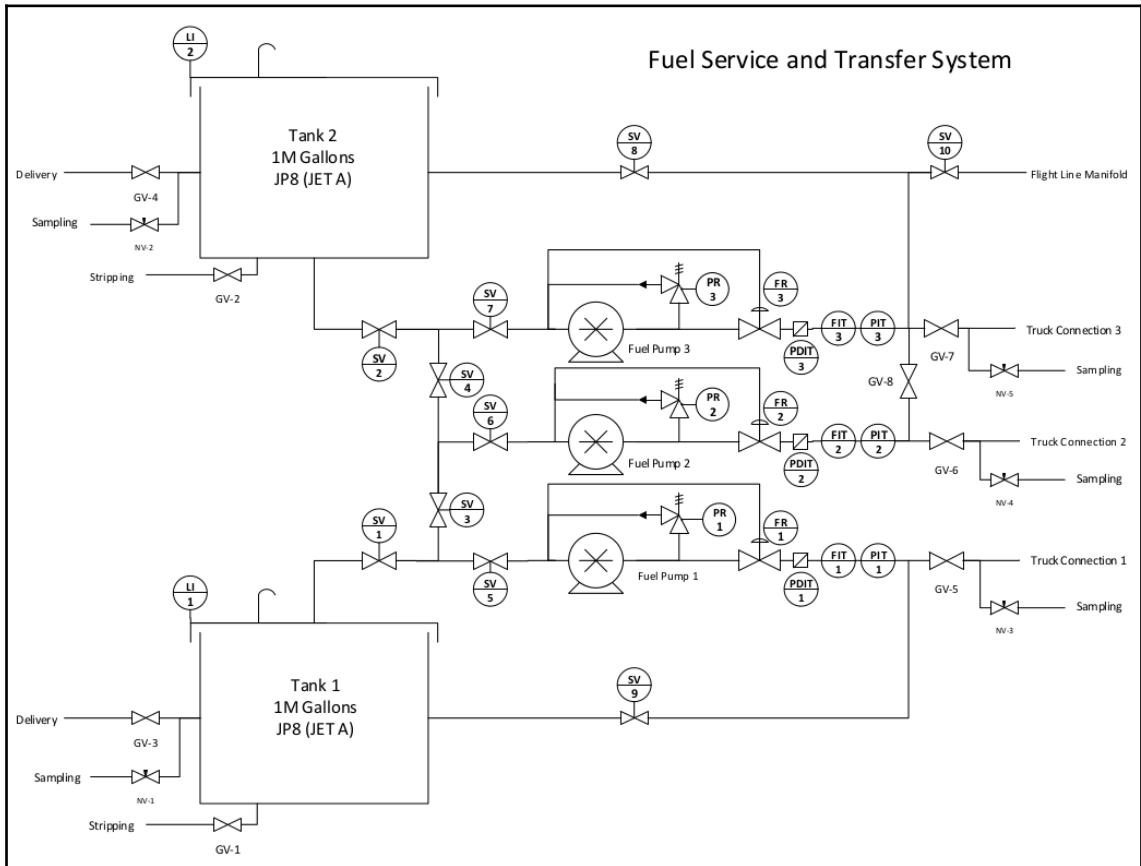 Fuel Service and Transfer System
LI
2
Tank 2
1M Gallons
JP8 (JET A)
SV
8
SV
10
Delivery
GV-4
Flight Line Manifold
Sampling
NV-2
Stripping
GV-2
SV
7
PR
3
FR
3
SV
2
Fuel Pump 3
FIT
3
PIT
3
PDIT
3
GV-7
Truck Connection 3
Sampling
NV-5
SV
4
GV-8
SV
6
PR
2
FR
2
Fuel Pump 2
FIT
2
PIT
2
PDIT
2
GV-6
Truck Connection 2
Sampling
NV-4
SV
3
SV
1
PR
1
FR
1
SV
5
Fuel Pump 1
FIT
1
PIT
1
PDIT
1
GV-5
Truck Connection 1
Sampling
NV-3
LI
1
Tank 1
1M Gallons
JP8 (JET A)
SV
9
Delivery
GV-3
Sampling
NV-1
Stripping
GV-1